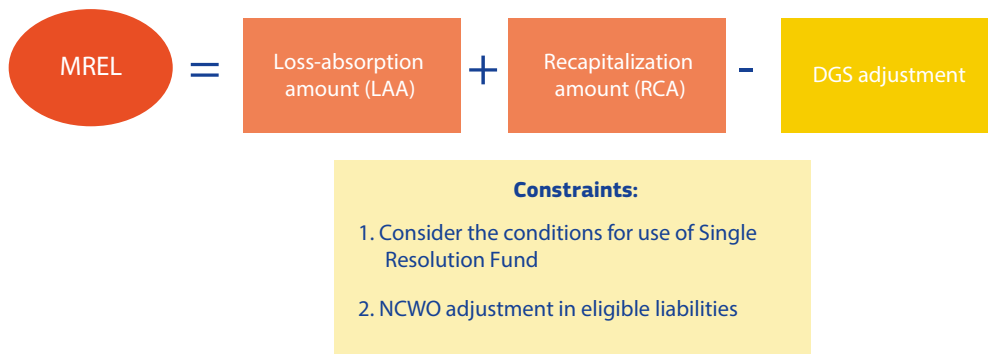 MREL = Loss-absorption amount (LAA) + Recapitalization amount (RCA) - DGS adjustment
Constraints:
1. Consider the conditions for use of Single
Resolution Fund
2. NCWO adjustment in eligible liabilities